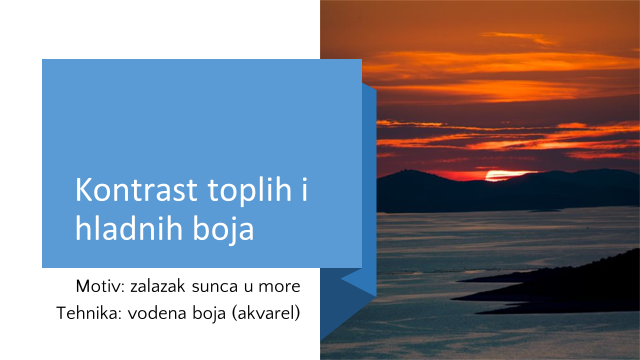 Kontrast toplih i
hladnih boja
Motiv: zalazak sunca u more
Tehnika: vodena boja (akvarel)